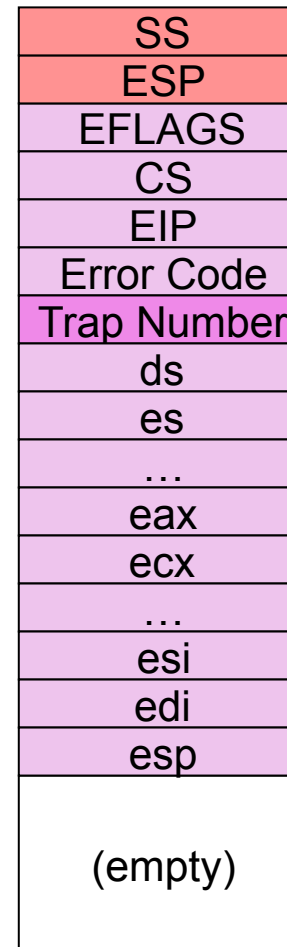 SS
ESP
EFLAGS
CS
EIP
Error Code
Trap Number
ds
es
…
eax
ecx
…
esi
edi
esp
(empty)